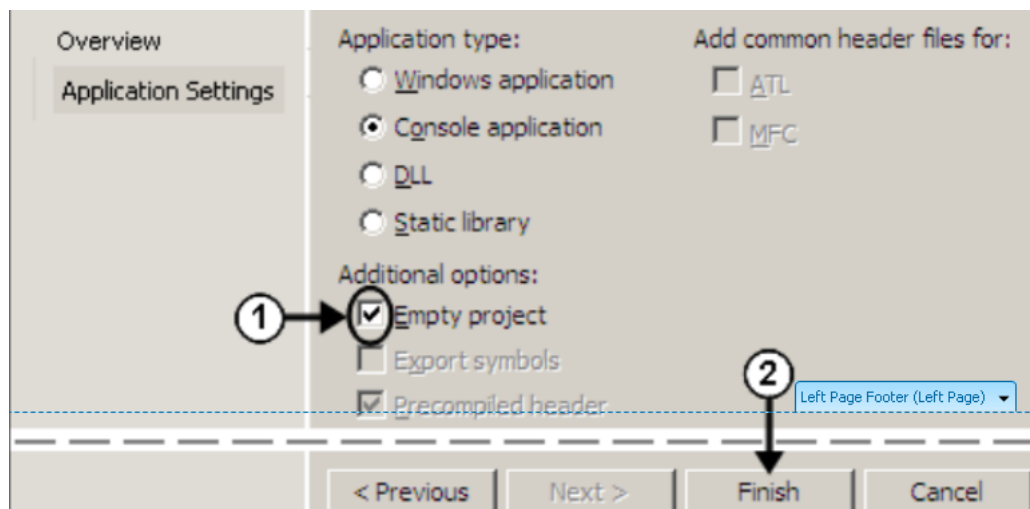 Overview
Application Settings
Application type:
Windows application
Console application
DLL
Static library
Add common header files for:
ATL
MFC
Additional options:
1
Empty project
Export symbols
Precompiled header
2
Left Page Footer (Left Page)
< Previous
Next >
Finish
Cancel